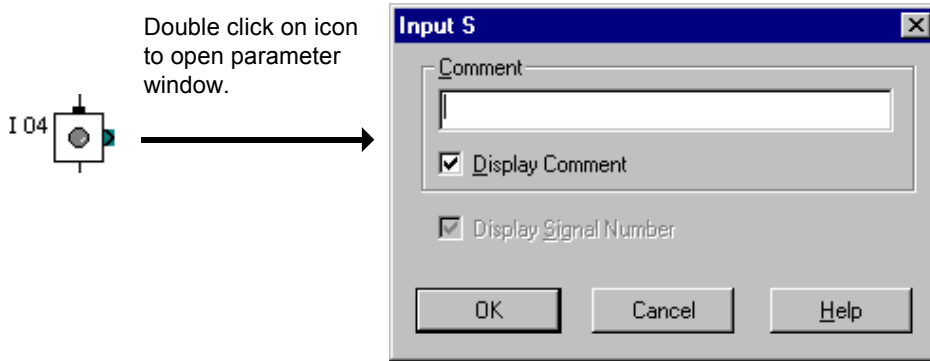 Double click on icon
to open parameter
window.
I 04
Input S
Comment
Display Comment
Display Signal Number
OK
Cancel
Help